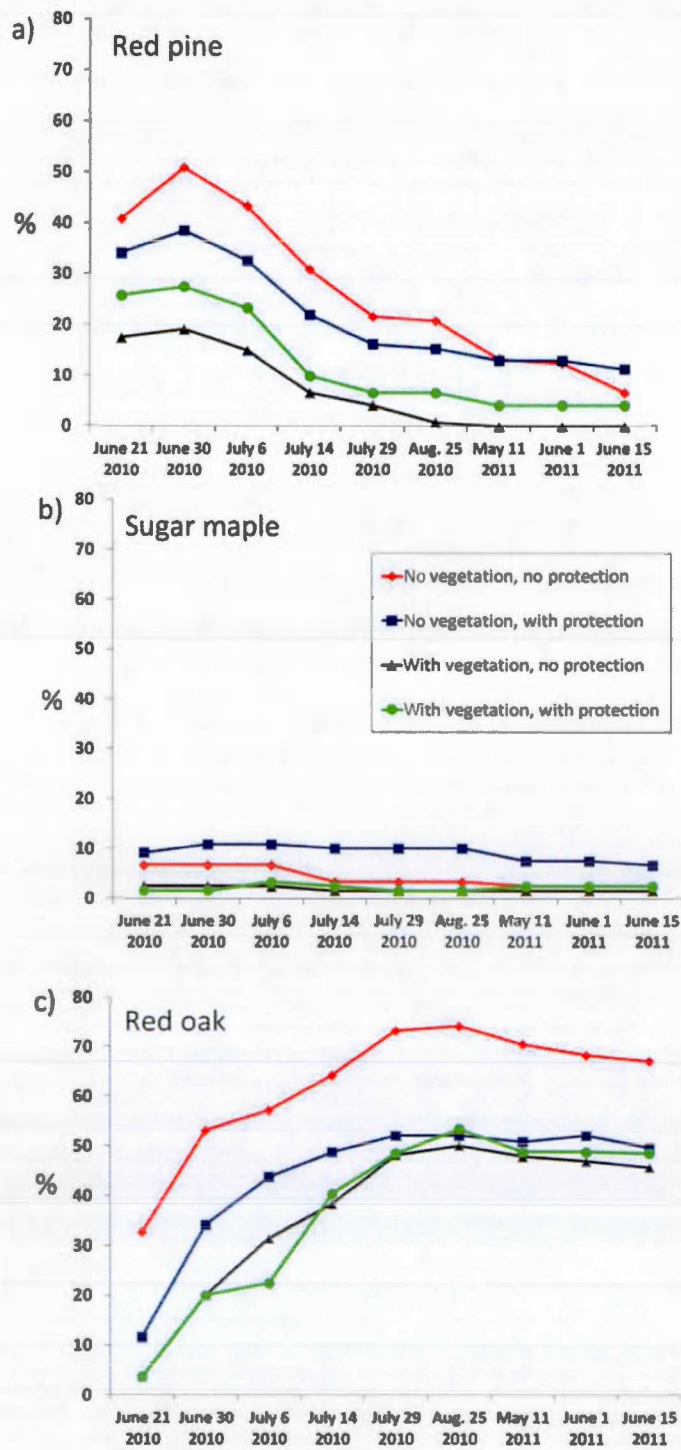 a)
Red pine
80
70
60
50
40
30
20
10
0
%
June 21 June 30 July 6 July 14 July 29 Aug. 25 May 11 June 1 June 15
2010 2010 2010 2010 2010 2010 2011 2011 2011
b)
Sugar maple
80
70
60
50
40
30
20
10
0
%
No vegetation, no protection
No vegetation, with protection
With vegetation, no protection
With vegetation, with protection
June 21 June 30 July 6 July 14 July 29 Aug. 25 May 11 June 1 June 15
2010 2010 2010 2010 2010 2010 2011 2011 2011
c)
Red oak
80
70
60
50
40
30
20
10
0
%
June 21 June 30 July 6 July 14 July 29 Aug. 25 May 11 June 1 June 15
2010 2010 2010 2010 2010 2010 2011 2011 2011